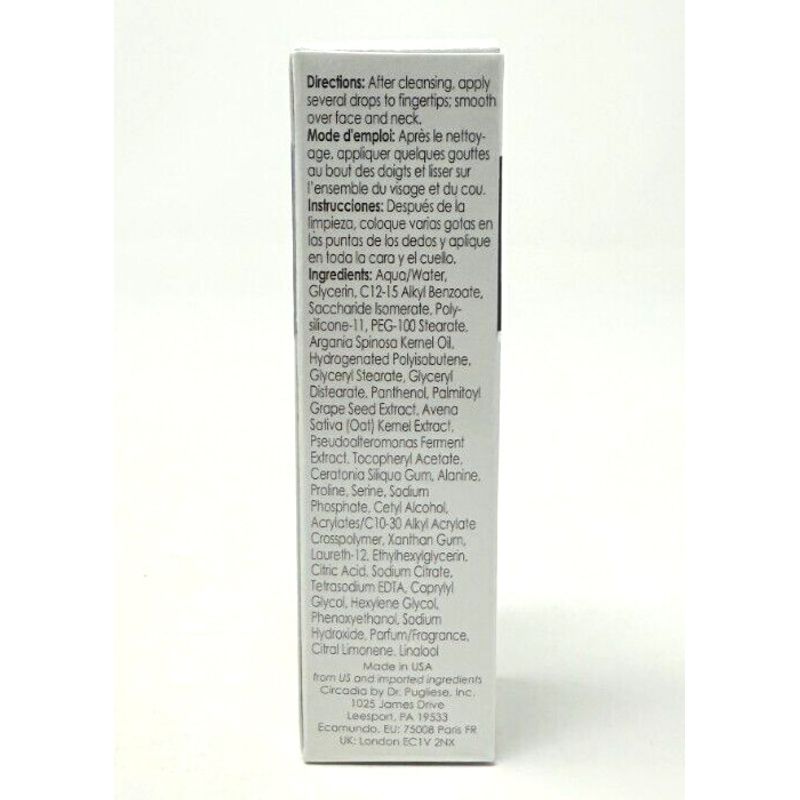 Directions: After cleansing, apply
several drops to fingertips; smooth
over face and neck.
Mode d'emploi: Après le nettoy-
age, appliquer quelques gouttes
au bout des doigts et lisser sur
l'ensemble du visage et du cou.
Instrucciones: Después de la
limpieza, coloque varias gotas en
las puntas de los dedos y aplique
en toda la cara y el cuello.
Ingredients: Aqua/Water,
Glycerin, C12-15 Alkyl Benzoate,
Saccharide Isomerate, Poly-
silicone-11, PEG-100 Stearate,
Argania Spinosa Kernel Oil,
Hydrogenated Polyisobutene,
Glyceryl Stearate, Glyceryl
Distearate, Panthenol, Palmitoyl
Grape Seed Extract, Avena
Sativa (Oat) Kernel Extract,
Pseudoalteromonas Ferment
Extract, Tocopheryl Acetate,
Ceratonia Siliqua Gum, Alanine,
Proline, Serine, Sodium
Phosphate, Cetyl Alcohol,
Acrylates/C10-30 Alkyl Acrylate
Crosspolymer, Xanthan Gum,
Laureth-12, Ethylhexylglycerin,
Citric Acid, Sodium Citrate,
Tetrasodium EDTA, Caprylyl
Glycol, Hexylene Glycol,
Phenoxyethanol, Sodium
Hydroxide, Parfum/Fragrance,
Citral Limonene, Linalool
Made in USA
from US and imported ingredients
Circadia by Dr. Pugliese, Inc.
1025 James Drive
Leesport, PA 19533
Ecamundo, EU: 75008 Paris FR
UK: London EC1V 2NX